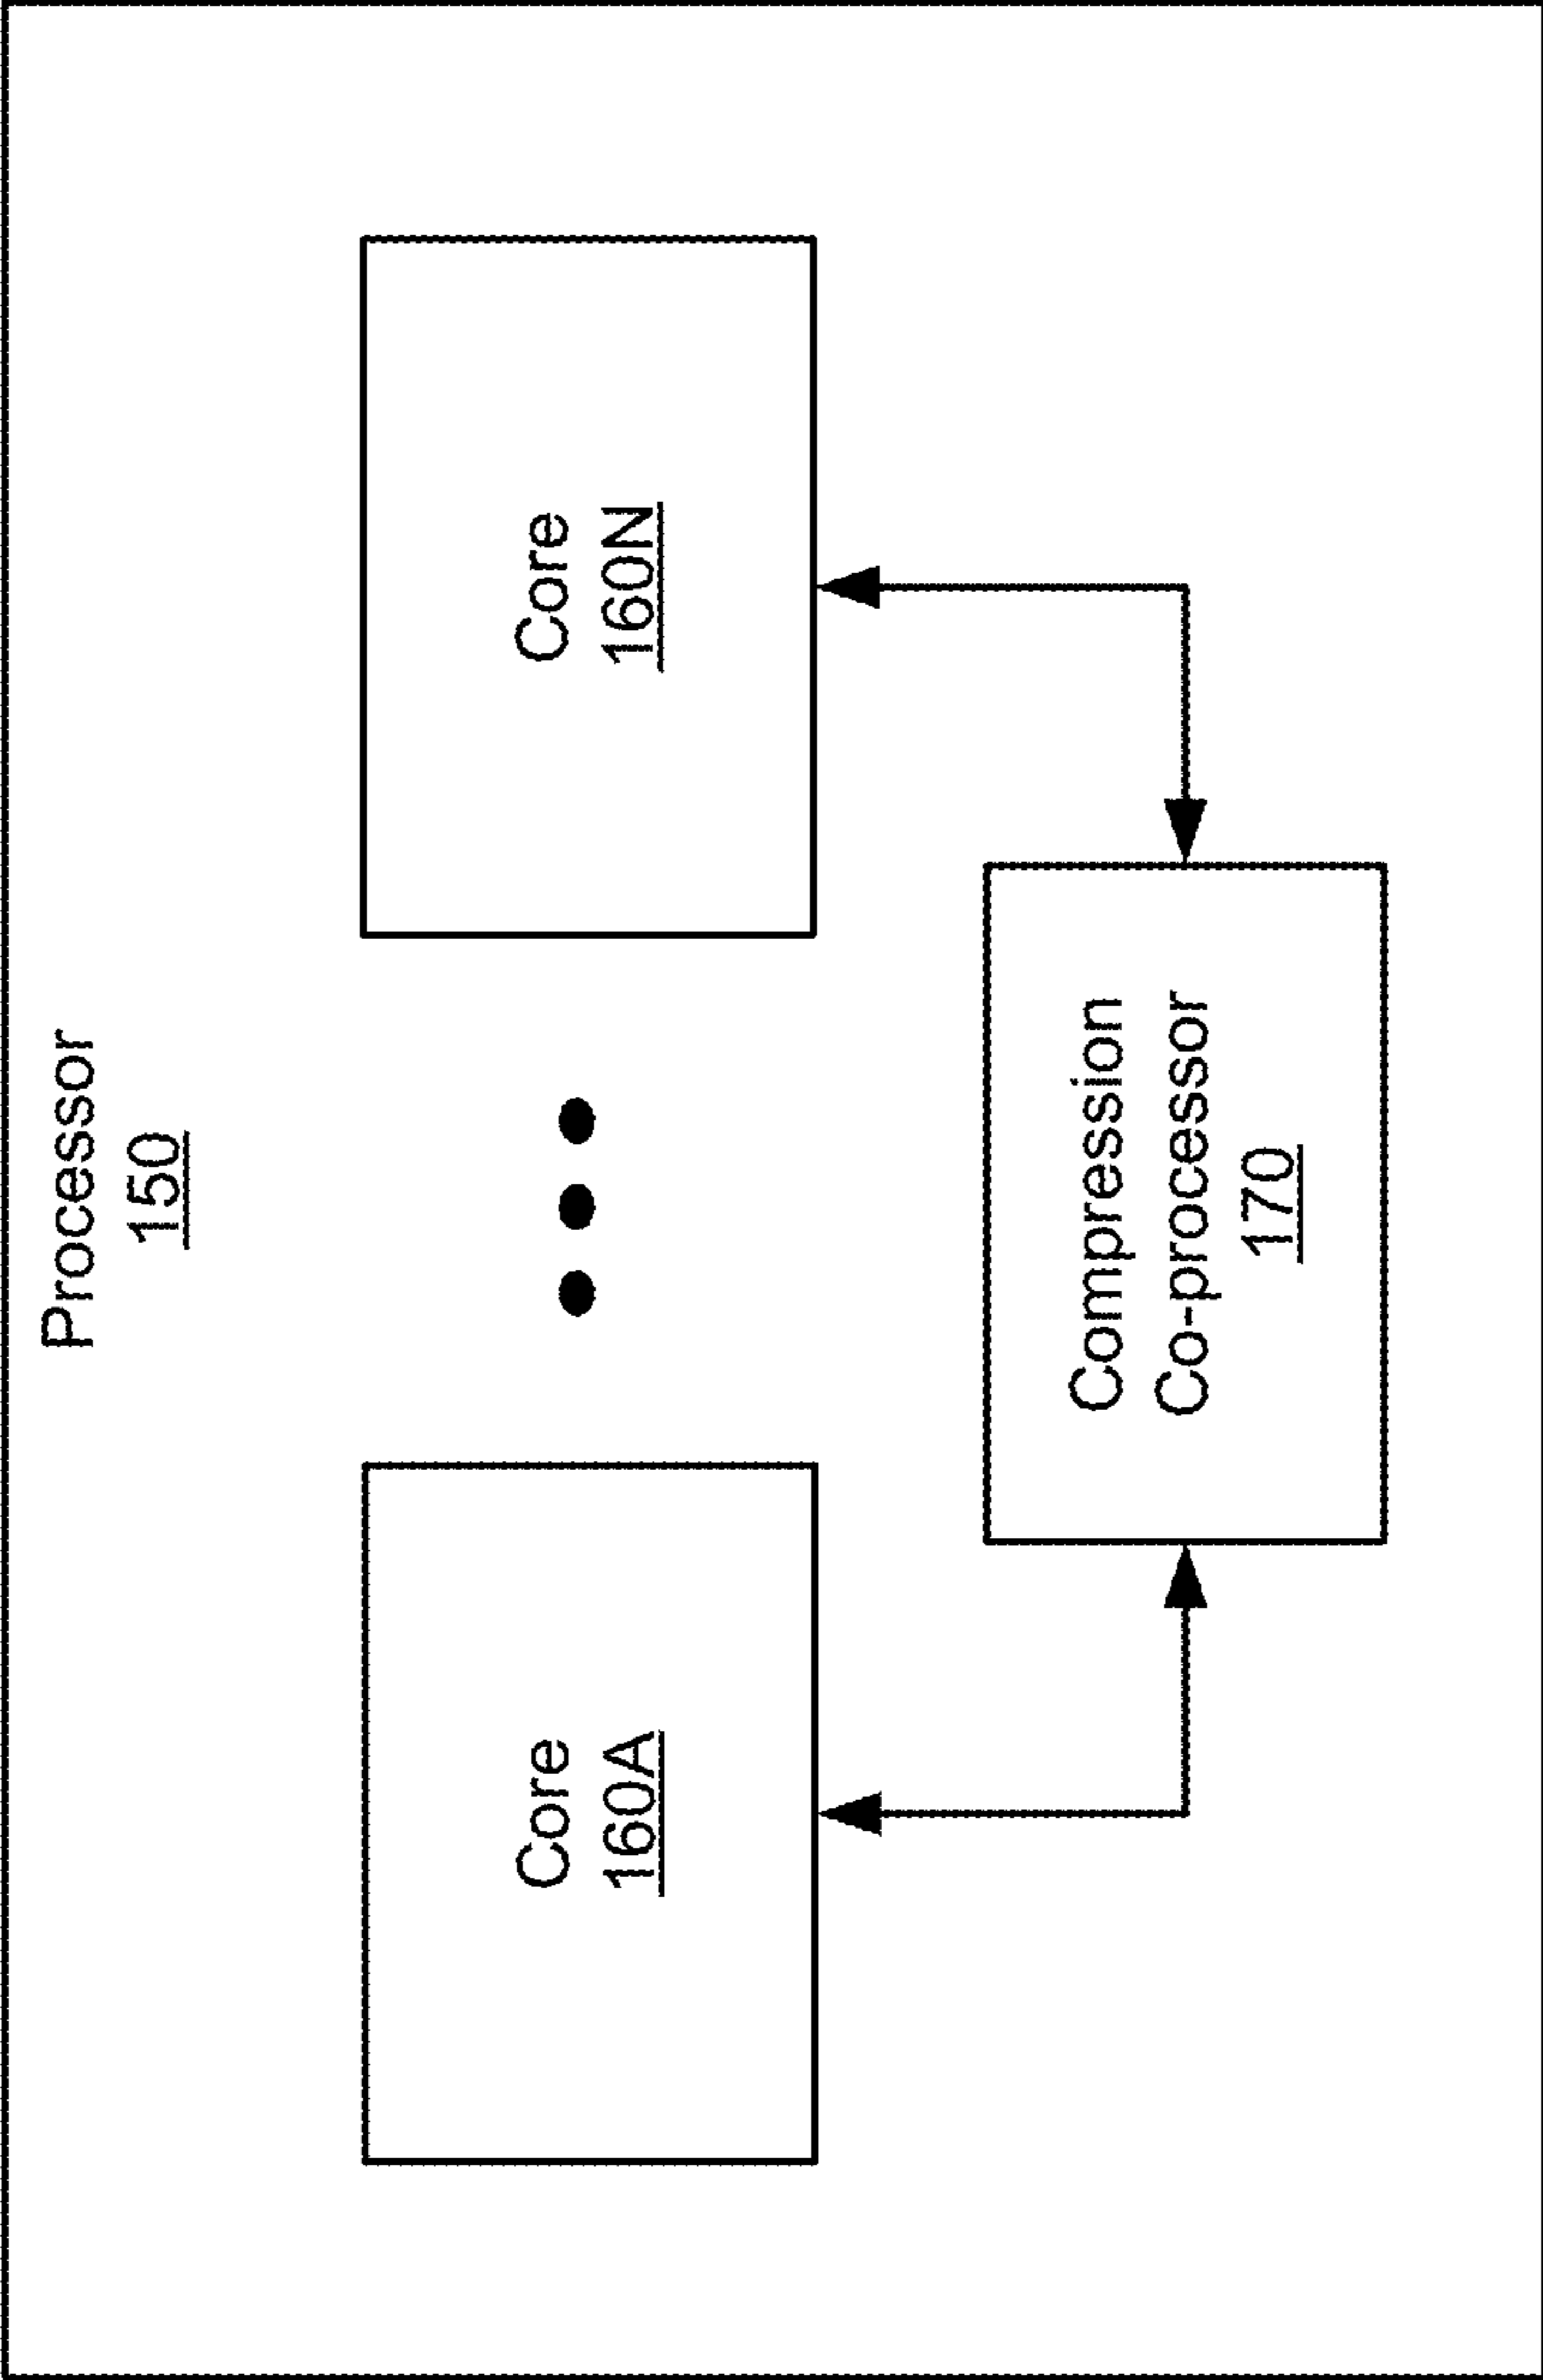 Processor
150
Core
160A
Core
160N
Compression
Co-processor
170